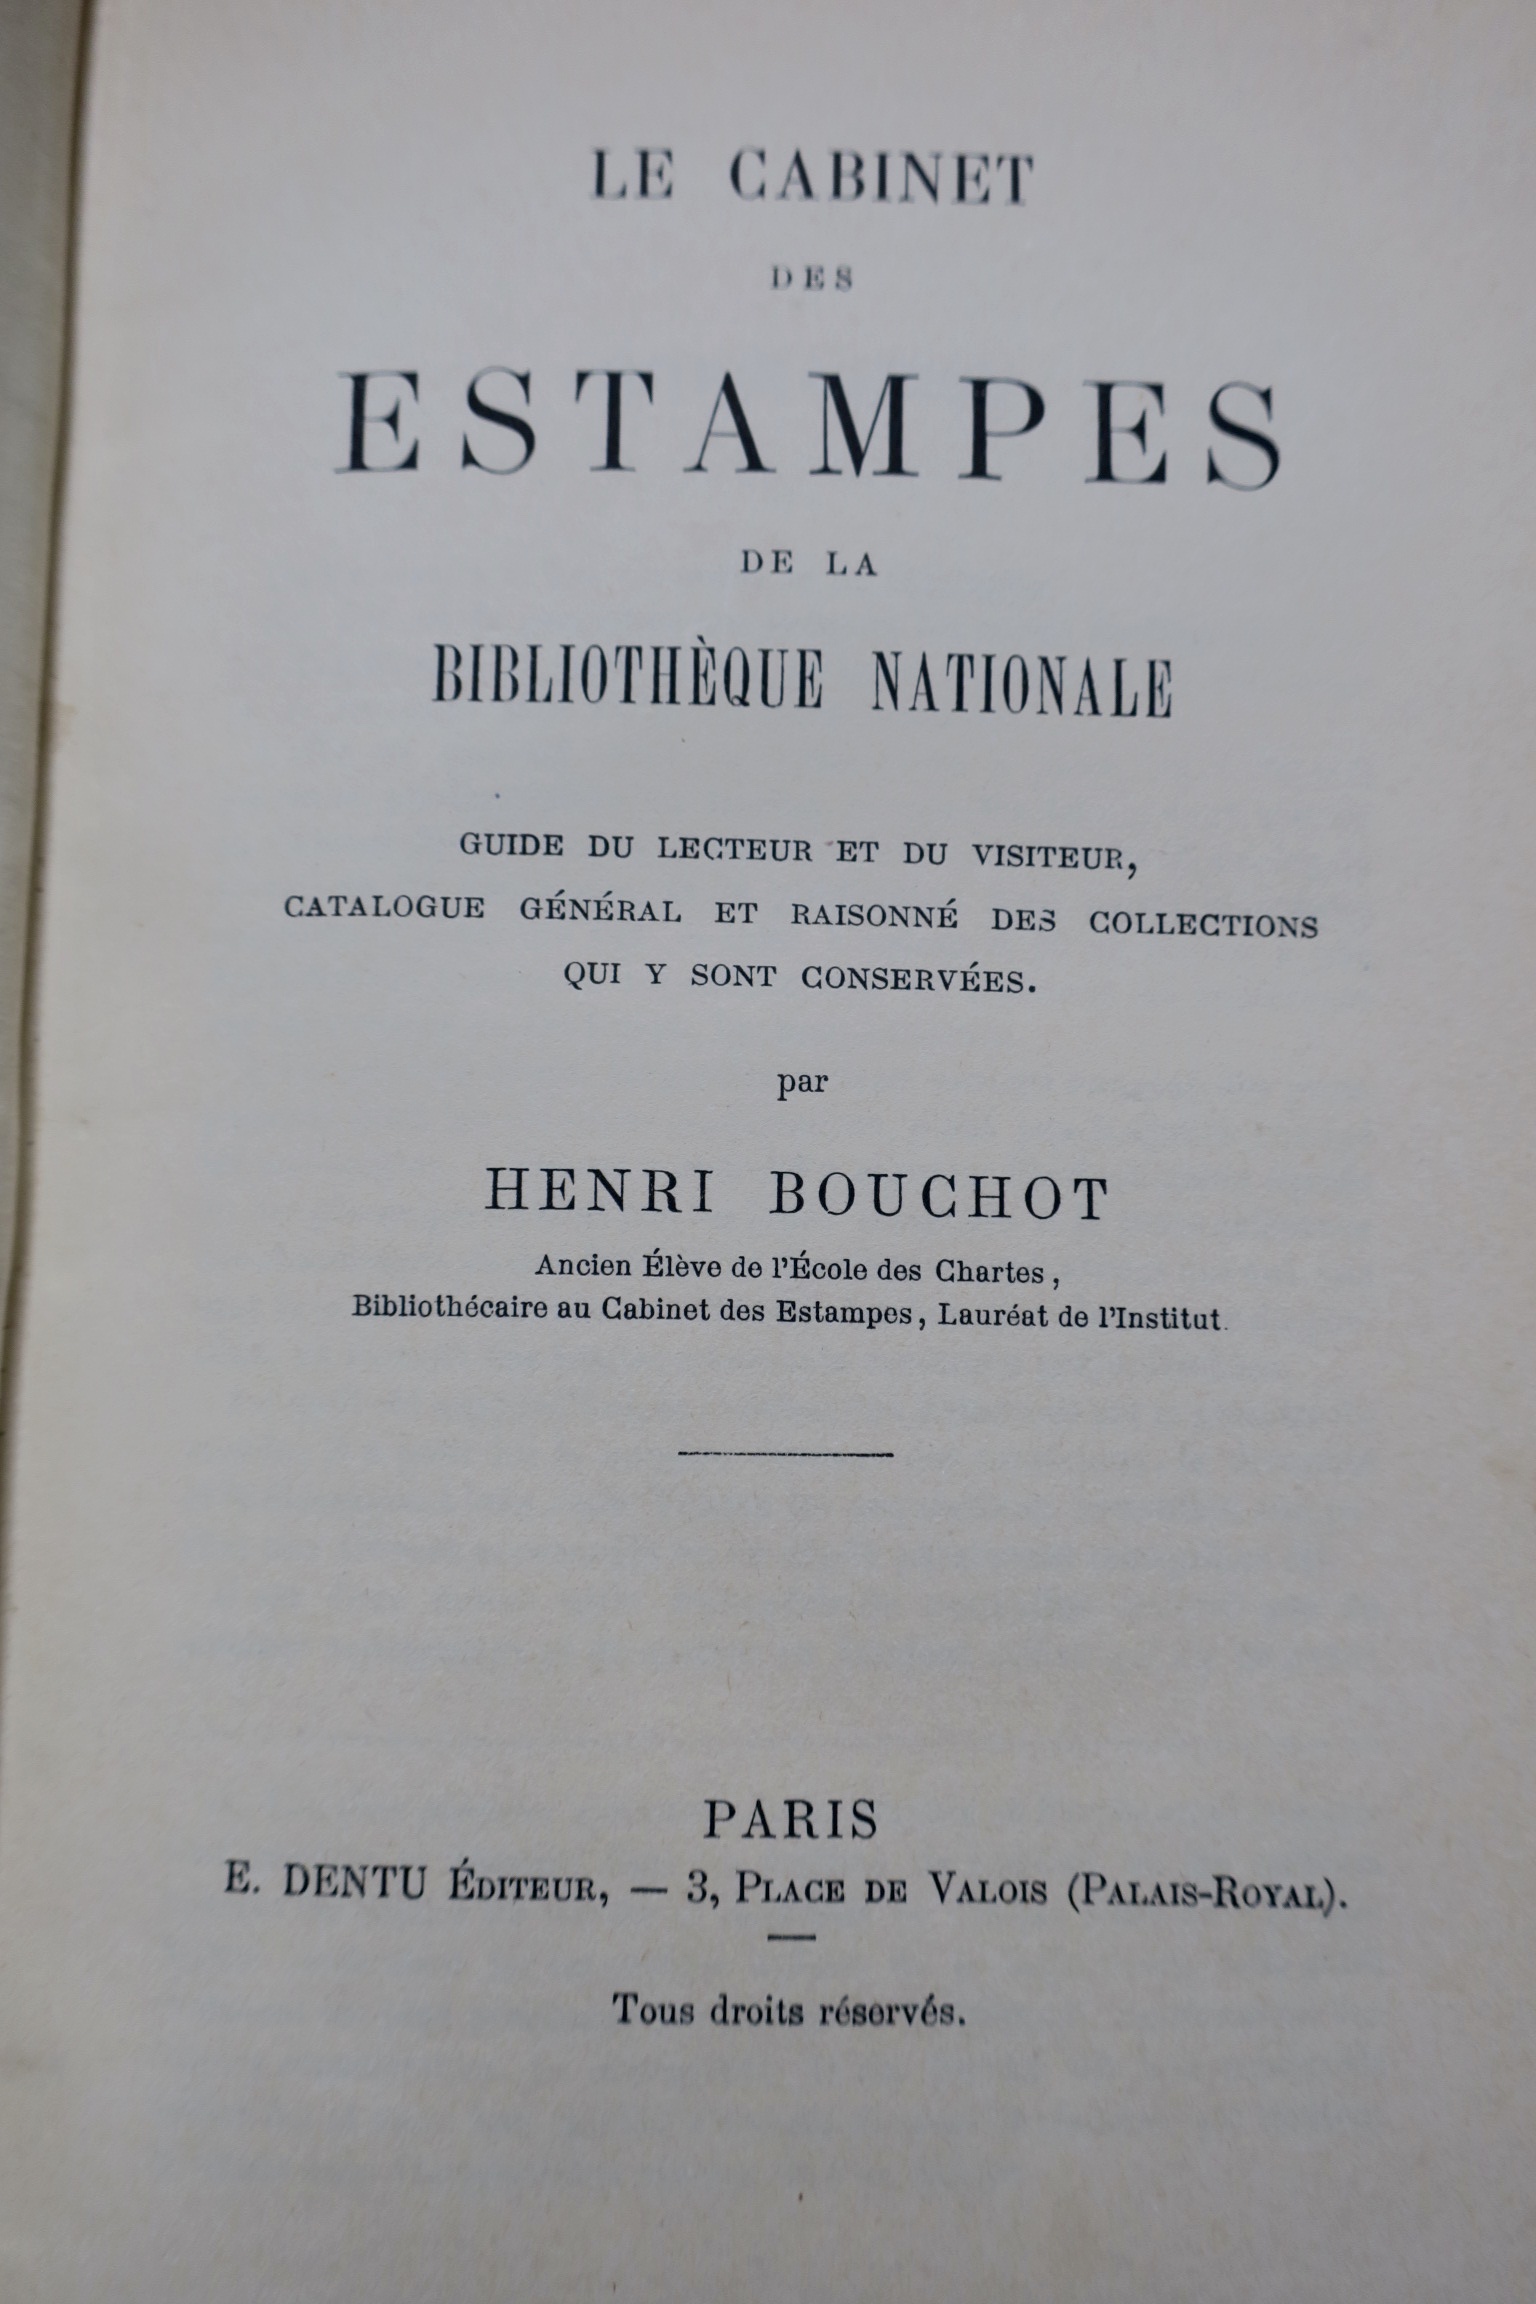 LE CABINET
DES
ESTAMPES
DE LA
BIBLIOTHÈQUE NATIONALE
GUIDE DU LECTEUR ET DU VISITEUR,
CATALOGUE GÉNÉRAL ET RAISONNÉ DES COLLECTIONS
QUI Y SONT CONSERVÉES.
par
HENRI BOUCHOT
Ancien Élève de l'École des Chartes,
Bibliothécaire au Cabinet des Estampes, Lauréat de l'Institut.
PARIS
E. DENTU ÉDITEUR, — 3, PLACE DE VALOIS (PALAIS-ROYAL).
Tous droits réservés.